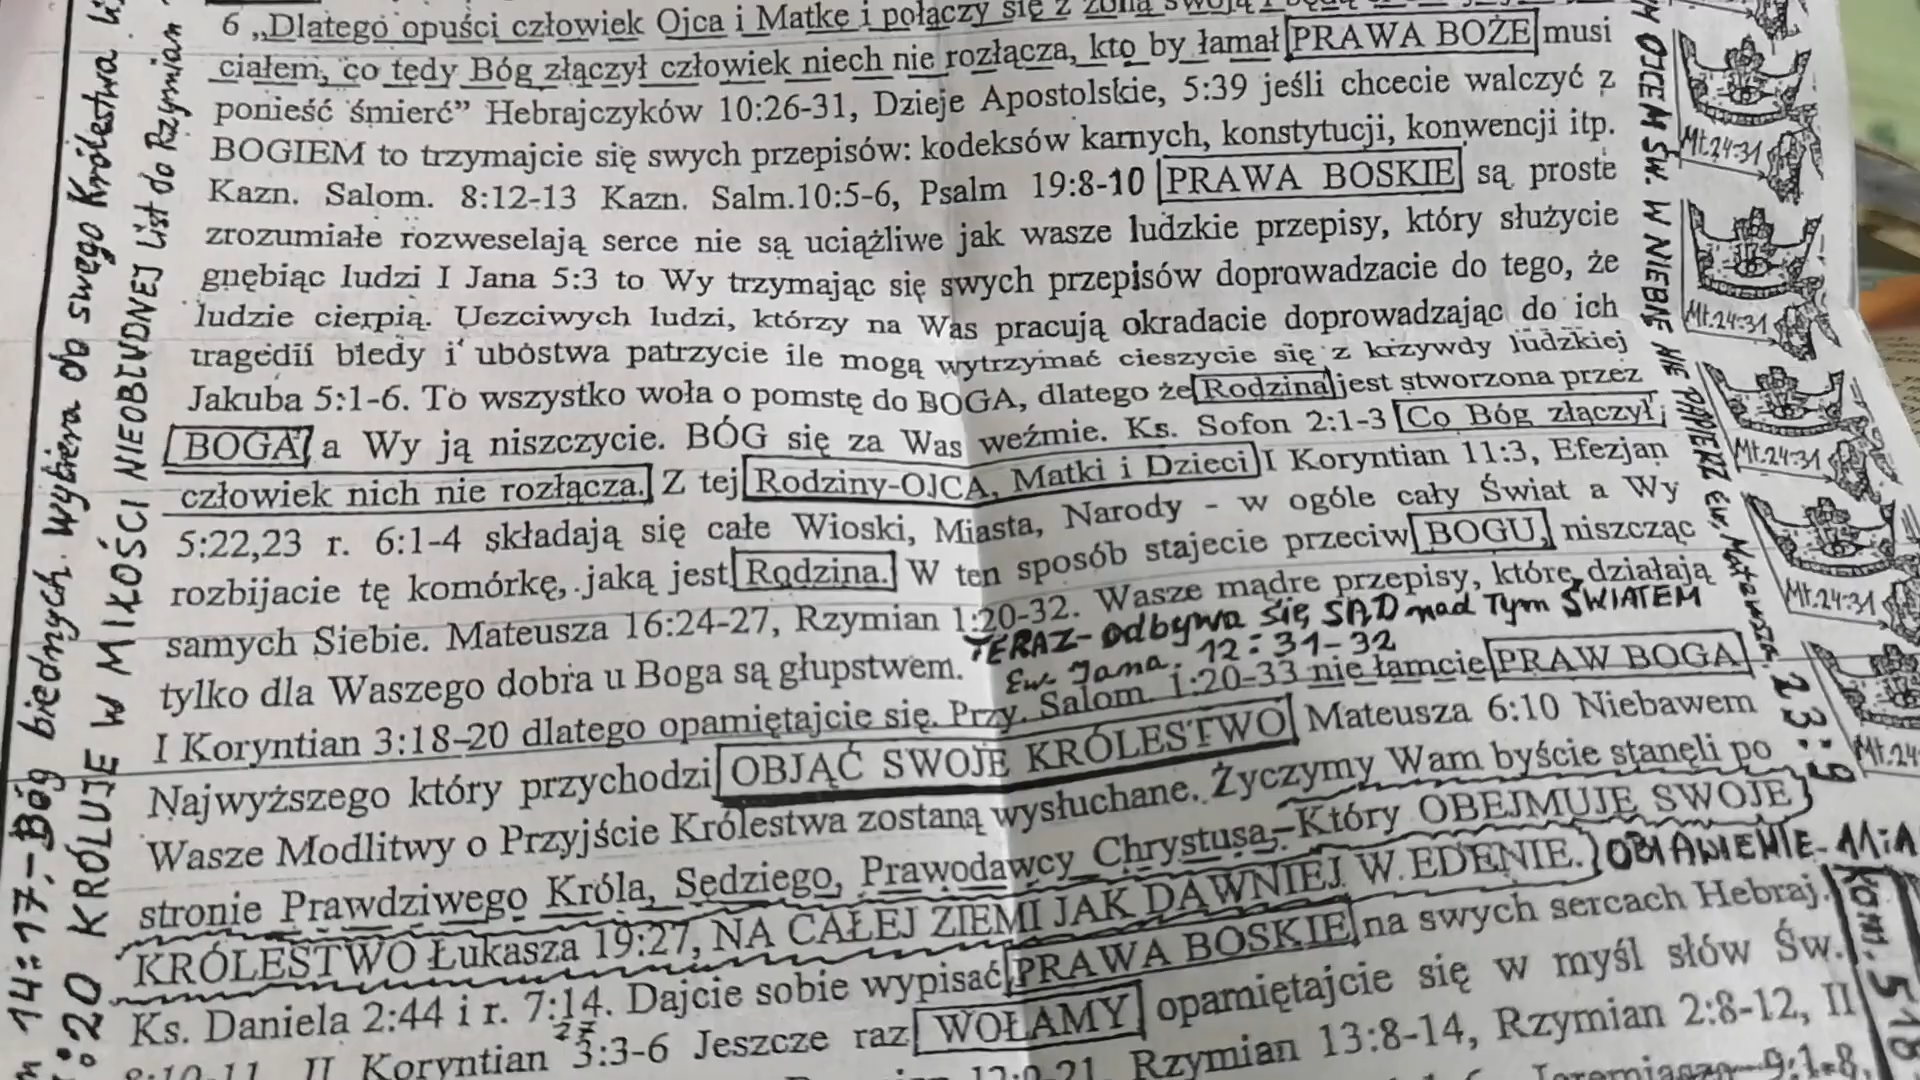 6 „Dlatego opuści człowiek Ojca i Matkę i połączy się z żoną swoją i będą
ciałem, co tędy Bóg złączył człowiek niech nie rozłącza, kto by łamał PRAWA BOŻE musi
ponieść śmierć” Hebrajczyków 10:26-31, Dzieje Apostolskie, 5:39 jeśli chcecie walczyć z
BOGIEM to trzymajcie się swych przepisów: kodeksów karnych, konstytucji, konwencji itp.
Kazn. Salom. 8:12-13 Kazn. Salm.10:5-6, Psalm 19:8-10 PRAWA BOSKIE są proste
zrozumiałe rozweselają serce nie są uciążliwe jak wasze ludzkie przepisy, który służycie
gnębiąc ludzi I Jana 5:3 to Wy trzymając się swych przepisów doprowadzacie do tego, że
ludzie cierpią. Uczciwych ludzi, którzy na Was pracują okradacie doprowadzając do ich
tragedii biedy i ubóstwa patrzycie ile mogą wytrzymać cieszycie się z krzywdy ludzkiej
Jakuba 5:1-6. To wszystko woła o pomstę do BOGA, dlatego że Rodzina jest stworzona przez
BOGA a Wy ją niszczycie. BÓG się za Was weźmie. Ks. Sofon 2:1-3 Co Bóg złączył,
człowiek nich nie rozłącza. Z tej Rodziny-OJCA, Matki i Dzieci I Koryntian 11:3, Efezjan
5:22,23 r. 6:1-4 składają się całe Wioski, Miasta, Narody - w ogóle cały Świat a Wy
rozbijacie tę komórkę, jaką jest Rodzina. W ten sposób stajecie przeciw BOGU, niszcząc
samych Siebie. Mateusza 16:24-27, Rzymian 1:20-32. Wasze mądre przepisy, które działają
tylko dla Waszego dobra u Boga są głupstwem. TERAZ-Odbywa Się SĄD nad Tym ŚWIATEM
Ew. Jana. 12:31-32
I Koryntian 3:18-20 dlatego opamiętajcie się. Przy. Salom. 1:20-33 nie łamcie PRAW BOGA
Najwyższego który przychodzi OBJĄĆ SWOJE KRÓLESTWO Mateusza 6:10 Niebawem
Wasze Modlitwy o Przyjście Królestwa zostaną wysłuchane. Życzymy Wam byście stanęli po
stronie Prawdziwego Króla, Sędziego, Prawodawcy Chrystusa,-Który OBEJMUJE SWOJE
KRÓLESTWO Łukasza 19:27, NA CAŁEJ ZIEMI JAK DAWNIEJ W EDENIE.
Ks. Daniela 2:44 i r. 7:14. Dajcie sobie wypisać PRAWA BOSKIE na swych sercach Hebraj.
27
8:10-11 II Koryntian 3:3-6 Jeszcze raz WOŁAMY opamiętajcie się w myśl słów Św.
Rzymian 13:8-14, Rzymian 2:8-12, II
9:1-8,
14:17,-Bóg biednych. Wybiera do swego Królestwa
:20 KRÓLUJE W MIŁOŚCI NIEOBŁUDNEJ List do Rzymian
OJCEM ŚW. W NIEBIE NIE PAPIERZ Ew. Mateusza. 23:9
Mt.24:31
Mt.24:31
Mt.24:31
Mt.24:31
Mt.24